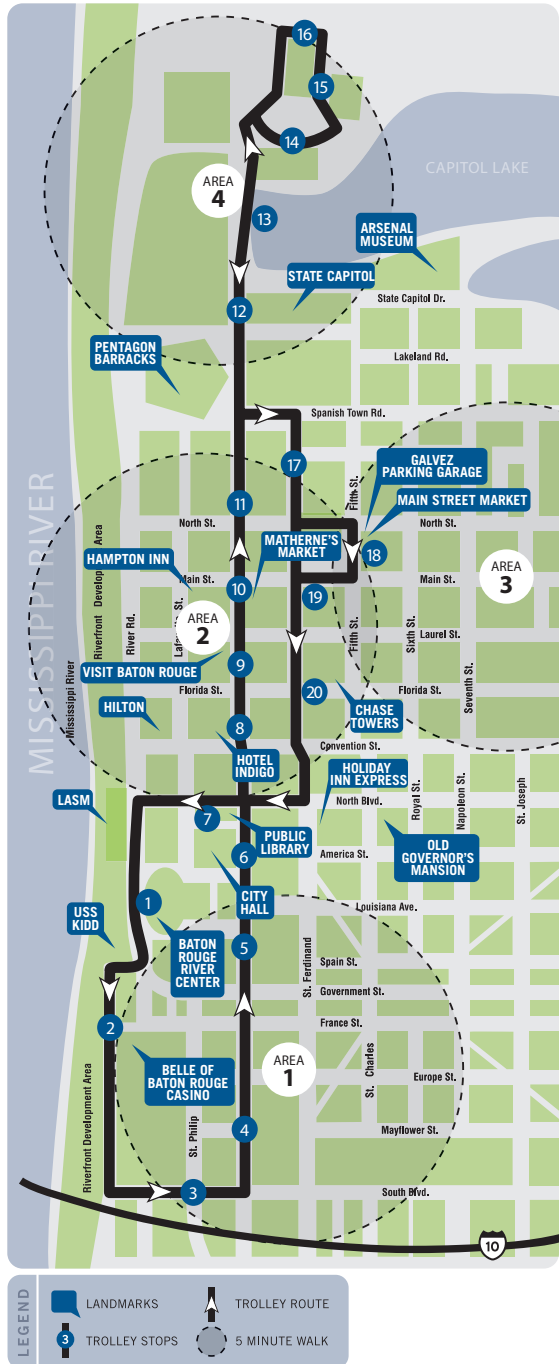 16
15
14
CAPITOL LAKE
AREA
4
13
ARSENAL
MUSEUM
STATE CAPITOL
State Capitol Dr.
12
PENTAGON
BARRACKS
Lakeland Rd.
Spanish Town Rd.
17
Fifth St.
GALVEZ
PARKING GARAGE
MAIN STREET MARKET
11
North St.
North St.
MATHERNE'S
MARKET
18
HAMPTON INN
Main St.
10
19
Main St.
AREA
3
Riverfront Development Area
River Rd.
AREA
2
Fifth St.
Sixth St.
Laurel St.
VISIT BATON ROUGE
9
Florida St.
20
Florida St.
Seventh St.
MISSISSIPPI RIVER
Mississippi River
HILTON
8
CHASE
TOWERS
HOTEL
INDIGO
Convention St.
HOLIDAY
INN EXPRESS
LASM
North Blvd.
Royal St.
Napoleon St.
St. Joseph
7
PUBLIC
LIBRARY
6
America St.
OLD
GOVERNOR'S
MANSION
CITY
HALL
1
Louisiana Ave.
USS
KIDD
BATON
ROUGE
RIVER
CENTER
5
St. Ferdinand
Spain St.
Government St.
2
France St.
BELLE OF
BATON ROUGE
CASINO
AREA
1
St. Charles
Europe St.
Riverfront Development Area
St. Philip
4
Mayflower St.
3
South Blvd.
10
LEGEND
LANDMARKS
TROLLEY ROUTE
3
TROLLEY STOPS
5 MINUTE WALK